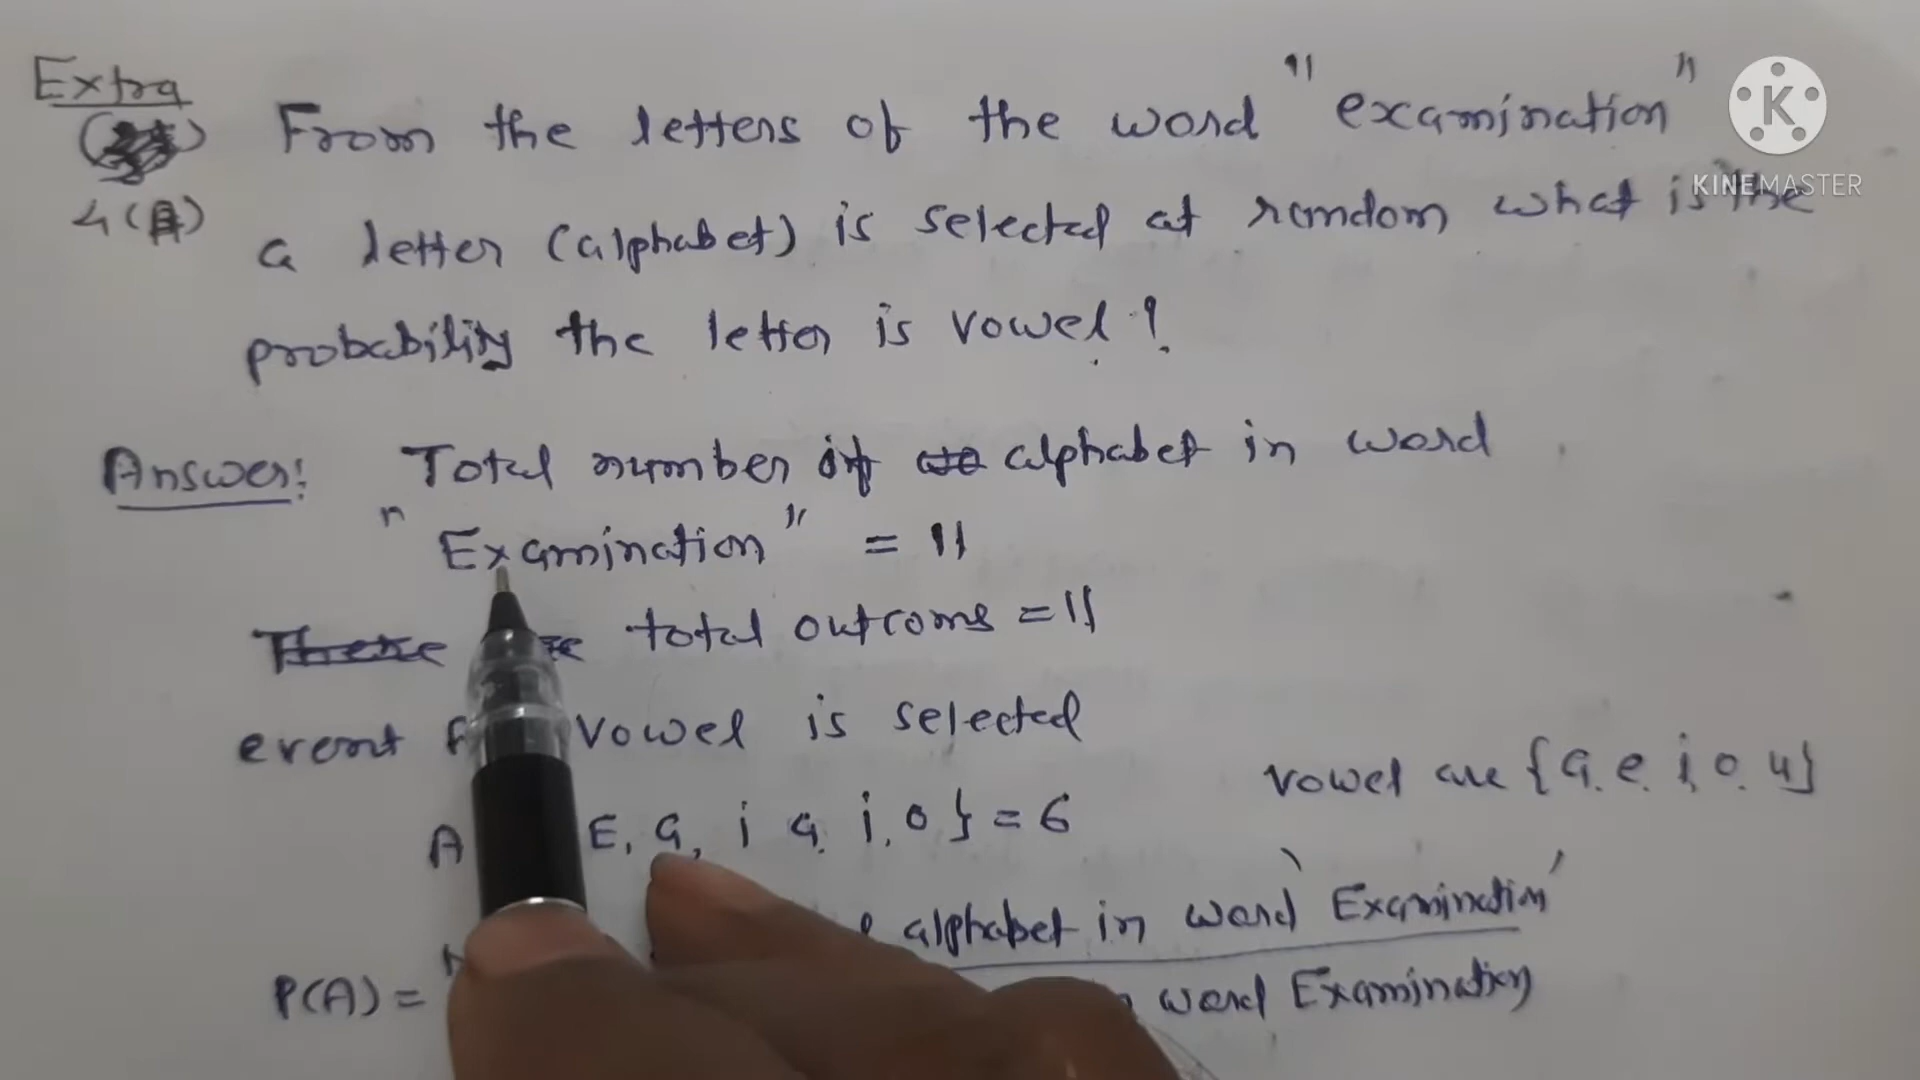 Extra
4(A)
From the letters of the word "examination"
a letter (alphabet) is selected at random what is the
probability the letter is vowel?
Answer: Total number of alphabet in word
"Examination" = 11
total outcoms = 11
event vowel is selected
vowel are {a. e. i, o. u}
A E, a, i a, i, o } = 6
alphabet in word 'Examination'
P(A) =
word Examination
K
KINEMASTER